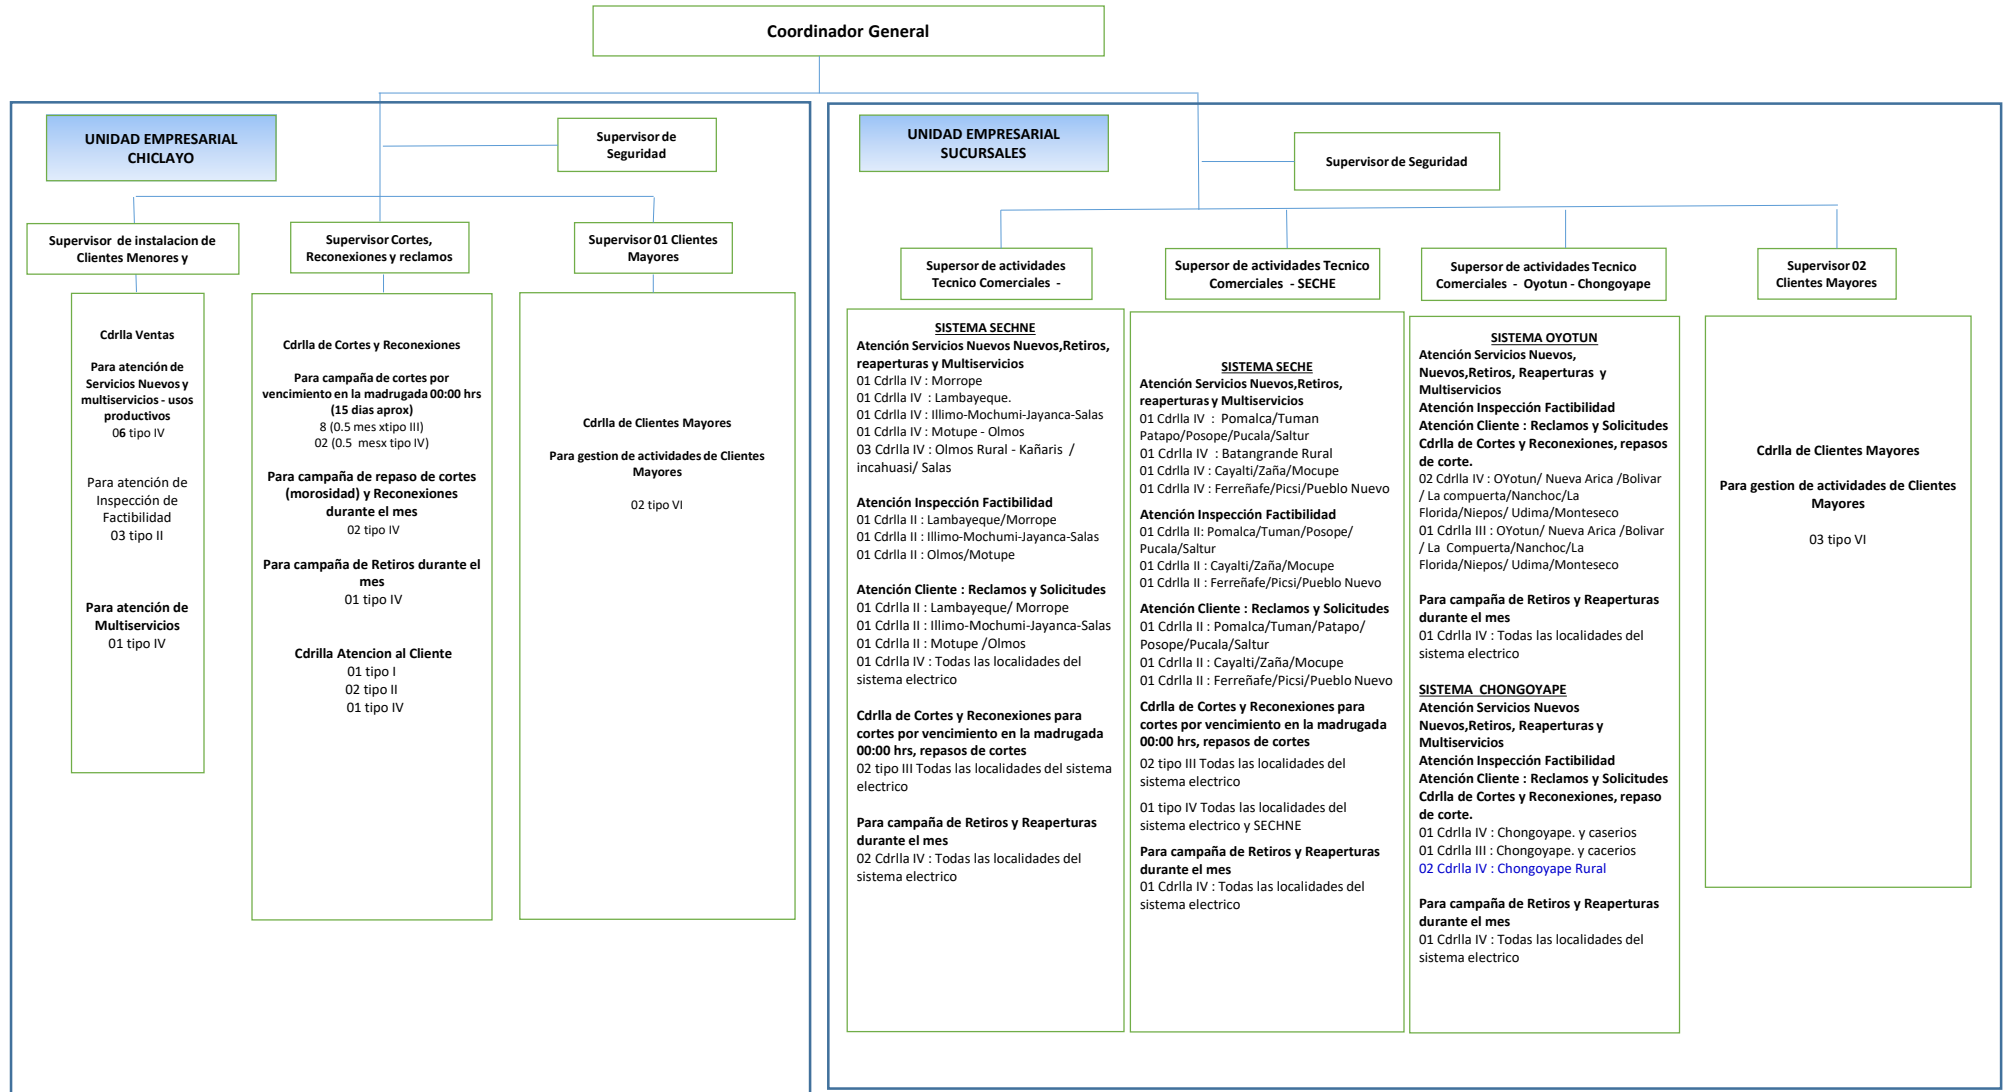 Coordinador General
UNIDAD EMPRESARIAL
CHICLAYO
Supervisor de
Seguridad
Supervisor de instalacion de
Clientes Menores y
Supervisor Cortes,
Reconexiones y reclamos
Supervisor 01 Clientes
Mayores
Cdrlla Ventas
Para atención de
Servicios Nuevos y
multiservicios - usos
productivos
06 tipo IV
Para atención de
Inspección de
Factibilidad
03 tipo II
Para atención de
Multiservicios
01 tipo IV
Cdrlla de Cortes y Reconexiones
Para campaña de cortes por
vencimiento en la madrugada 00:00 hrs
(15 dias aprox)
8 (0.5 mes xtipo III)
02 (0.5 mesx tipo IV)
Para campaña de repaso de cortes
(morosidad) y Reconexiones
durante el mes
02 tipo IV
Para campaña de Retiros durante el
mes
01 tipo IV
Cdrilla Atencion al Cliente
01 tipo I
02 tipo II
01 tipo IV
Cdrlla de Clientes Mayores
Para gestion de actividades de Clientes
Mayores
02 tipo VI
UNIDAD EMPRESARIAL
SUCURSALES
Supervisor de Seguridad
Supersor de actividades
Tecnico Comerciales -
Supersor de actividades Tecnico
Comerciales - SECHE
Supersor de actividades Tecnico
Comerciales - Oyotun - Chongoyape
Supervisor 02
Clientes Mayores
SISTEMA SECHNE
Atención Servicios Nuevos Nuevos,Retiros,
reaperturas y Multiservicios
01 Cdrlla IV : Morrope
01 Cdrlla IV : Lambayeque.
01 Cdrlla IV : Illimo-Mochumi-Jayanca-Salas
01 Cdrlla IV : Motupe - Olmos
03 Cdrlla IV : Olmos Rural - Kañaris /
incahuasi/ Salas
Atención Inspección Factibilidad
01 Cdrlla II : Lambayeque/Morrope
01 Cdrlla II : Illimo-Mochumi-Jayanca-Salas
01 Cdrlla II : Olmos/Motupe
Atención Cliente : Reclamos y Solicitudes
01 Cdrlla II : Lambayeque/ Morrope
01 Cdrlla II : Illimo-Mochumi-Jayanca-Salas
01 Cdrlla II : Motupe /Olmos
01 Cdrlla IV : Todas las localidades del
sistema electrico
Cdrlla de Cortes y Reconexiones para
cortes por vencimiento en la madrugada
00:00 hrs, repasos de cortes
02 tipo III Todas las localidades del sistema
electrico
Para campaña de Retiros y Reaperturas
durante el mes
02 Cdrlla IV : Todas las localidades del
sistema electrico
SISTEMA SECHE
Atención Servicios Nuevos,Retiros,
reaperturas y Multiservicios
01 Cdrlla IV : Pomalca/Tuman
Patapo/Posope/Pucala/Saltur
01 Cdrlla IV : Batangrande Rural
01 Cdrlla IV : Cayalti/Zaña/Mocupe
01 Cdrlla IV : Ferreñafe/Picsi/Pueblo Nuevo
Atención Inspección Factibilidad
01 Cdrlla II: Pomalca/Tuman/Posope/
Pucala/Saltur
01 Cdrlla II : Cayalti/Zaña/Mocupe
01 Cdrlla II : Ferreñafe/Picsi/Pueblo Nuevo
Atención Cliente : Reclamos y Solicitudes
01 Cdrlla II : Pomalca/Tuman/Patapo/
Posope/Pucala/Saltur
01 Cdrlla II : Cayalti/Zaña/Mocupe
01 Cdrlla II : Ferreñafe/Picsi/Pueblo Nuevo
Cdrlla de Cortes y Reconexiones para
cortes por vencimiento en la madrugada
00:00 hrs, repasos de cortes
02 tipo III Todas las localidades del
sistema electrico
01 tipo IV Todas las localidades del
sistema electrico y SECHNE
Para campaña de Retiros y Reaperturas
durante el mes
01 Cdrlla IV : Todas las localidades del
sistema electrico
SISTEMA OYOTUN
Atención Servicios Nuevos,
Nuevos,Retiros, Reaperturas y
Multiservicios
Atención Inspección Factibilidad
Atención Cliente : Reclamos y Solicitudes
Cdrlla de Cortes y Reconexiones, repasos
de corte.
02 Cdrlla IV : OYotun/ Nueva Arica /Bolivar
/ La compuerta/Nanchoc/La
Florida/Niepos/ Udima/Monteseco
01 Cdrlla III : OYotun/ Nueva Arica /Bolivar
/ La Compuerta/Nanchoc/La
Florida/Niepos/ Udima/Monteseco
Para campaña de Retiros y Reaperturas
durante el mes
01 Cdrlla IV : Todas las localidades del
sistema electrico
SISTEMA CHONGOYAPE
Atención Servicios Nuevos
Nuevos,Retiros, Reaperturas y
Multiservicios
Atención Inspección Factibilidad
Atención Cliente : Reclamos y Solicitudes
Cdrlla de Cortes y Reconexiones, repaso
de corte.
01 Cdrlla IV : Chongoyape. y caserios
01 Cdrlla III : Chongoyape. y cacerios
02 Cdrlla IV : Chongoyape Rural
Para campaña de Retiros y Reaperturas
durante el mes
01 Cdrlla IV : Todas las localidades del
sistema electrico
Cdrlla de Clientes Mayores
Para gestion de actividades de Clientes
Mayores
03 tipo VI